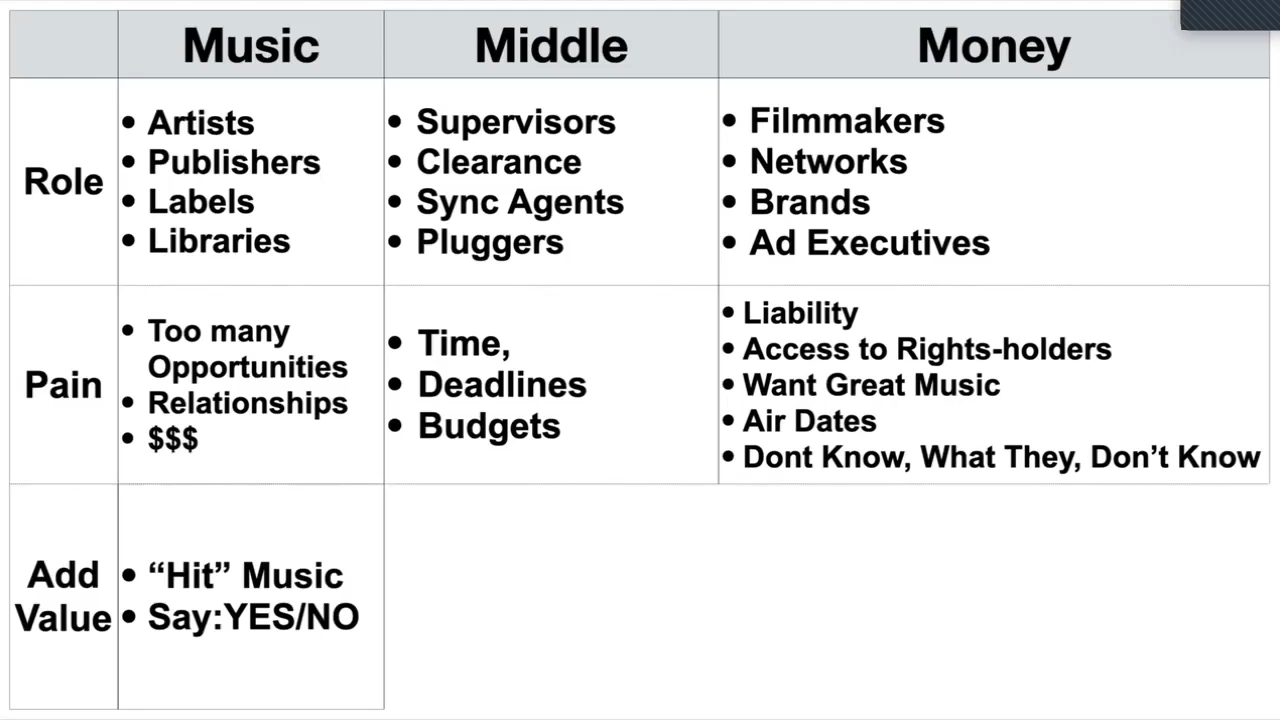 Music Middle Money
Role
• Artists
• Publishers
• Labels
• Libraries
• Supervisors
• Clearance
• Sync Agents
• Pluggers
• Filmmakers
• Networks
• Brands
• Ad Executives
Pain
• Too many
Opportunities
• Relationships
• $$$
• Time,
• Deadlines
• Budgets
• Liability
• Access to Rights-holders
• Want Great Music
• Air Dates
• Dont Know, What They, Don’t Know
Add
Value
• “Hit” Music
• Say:YES/NO